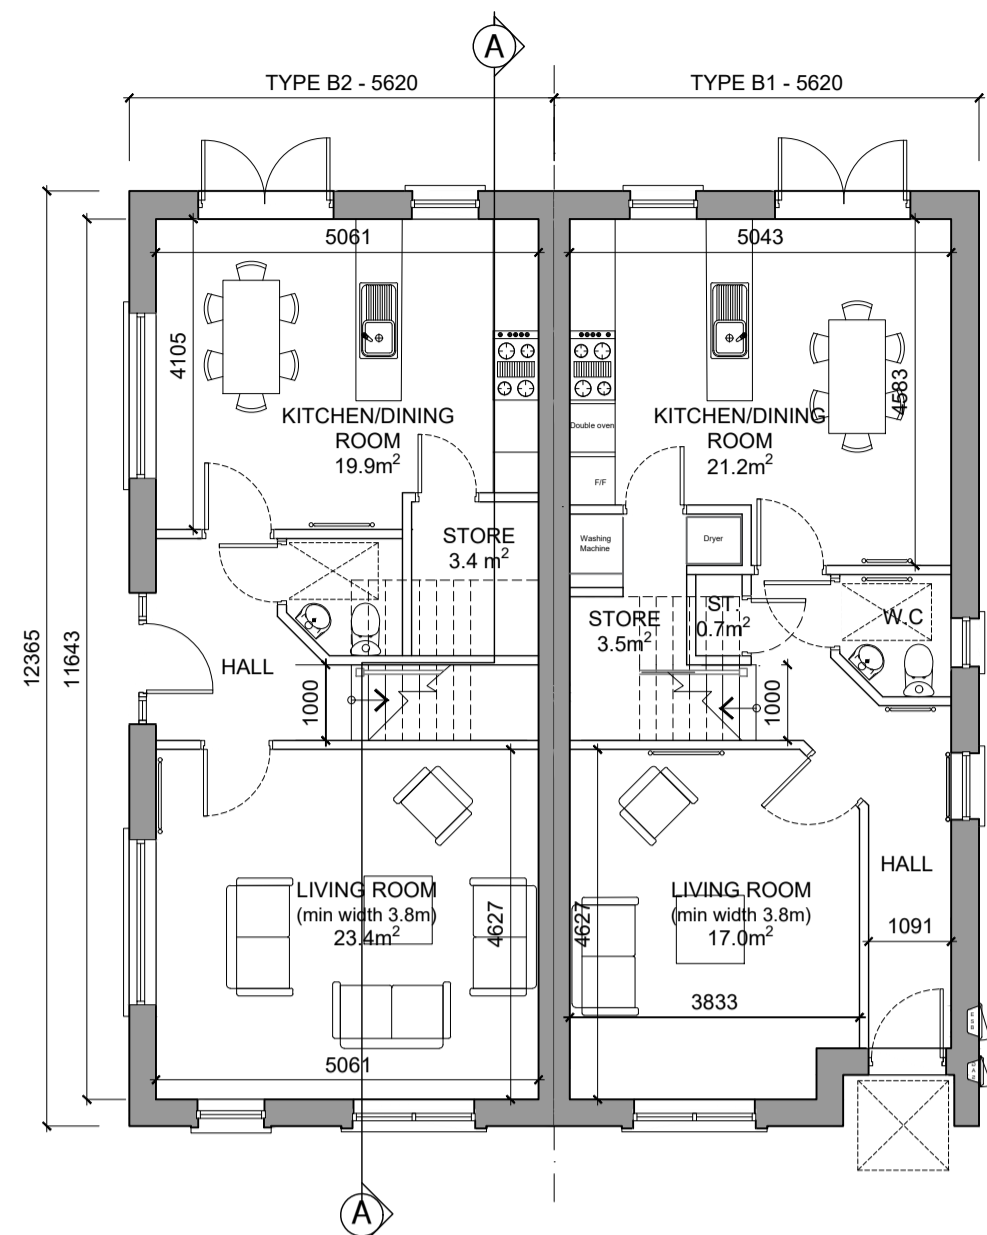 A
TYPE B2 - 5620
TYPE B1 - 5620
5061
5043
4105
4583
KITCHEN/DINING
ROOM
19.9m²
KITCHEN/DINING
ROOM
21.2m²
Double oven
F/F
STORE
3.4 m²
Washing
Machine
Dryer
STORE
3.5m²
ST
0.7m²
W.C
12365
11643
HALL
1000
1000
LIVING ROOM
(min width 3.8m)
23.4m²
4627
4627
LIVING ROOM
(min width 3.8m)
17.0m²
HALL
1091
3833
5061
ESB
GAS
A